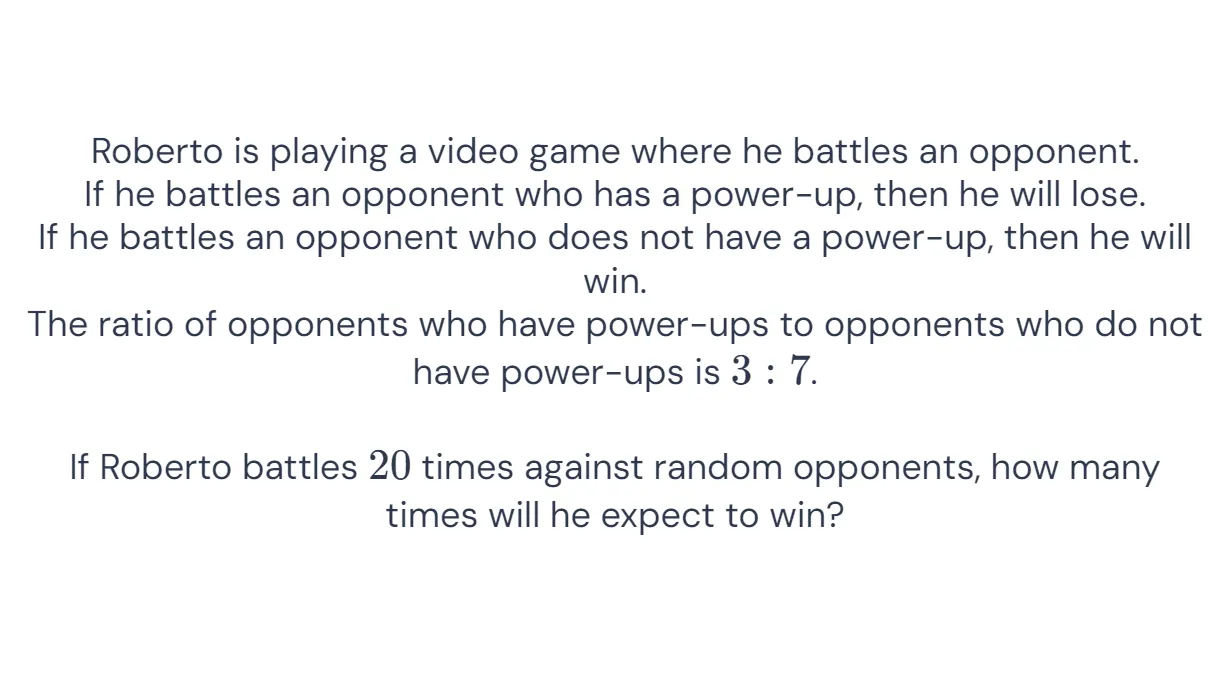 Roberto is playing a video game where he battles an opponent.
If he battles an opponent who has a power-up, then he will lose.
If he battles an opponent who does not have a power-up, then he will
win.
The ratio of opponents who have power-ups to opponents who do not
have power-ups is 3 : 7.
If Roberto battles 20 times against random opponents, how many
times will he expect to win?